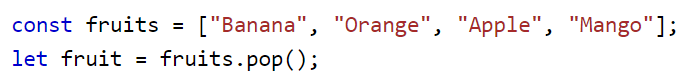 const fruits = ["Banana", "Orange", "Apple", "Mango"];
let fruit = fruits.pop();